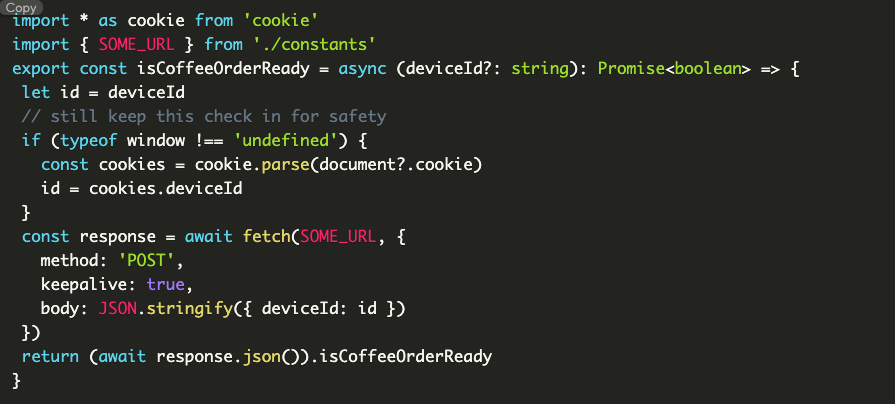 Copy
import * as cookie from 'cookie'
import { SOME_URL } from './constants'
export const isCoffeeOrderReady = async (deviceId?: string): Promise<boolean> => {
 let id = deviceId
 // still keep this check in for safety
 if (typeof window !== 'undefined') {
   const cookies = cookie.parse(document?.cookie)
   id = cookies.deviceId
 }
 const response = await fetch(SOME_URL, {
   method: 'POST',
   keepalive: true,
   body: JSON.stringify({ deviceId: id })
 })
 return (await response.json()).isCoffeeOrderReady
}